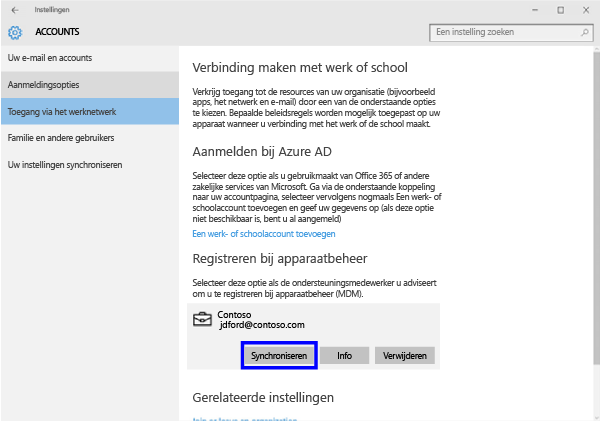 Instellingen
ACCOUNTS
Een instelling zoeken
Uw e-mail en accounts
Aanmeldingsopties
Toegang via het werknetwerk
Familie en andere gebruikers
Uw instellingen synchroniseren
Verbinding maken met werk of school
Verkrijg toegang tot de resources van uw organisatie (bijvoorbeeld
apps, het netwerk en e-mail) door een van de onderstaande opties
te kiezen. Bepaalde beleidsregels worden mogelijk toegepast op uw
apparaat wanneer u verbinding met het werk of de school maakt.
Aanmelden bij Azure AD
Selecteer deze optie als u gebruikmaakt van Office 365 of andere
zakelijke services van Microsoft. Ga via de onderstaande koppeling
naar uw accountpagina, selecteer vervolgens nogmaals Een werk- of
schoolaccount toevoegen en geef uw gegevens op (als deze optie
niet beschikbaar is, bent u al aangemeld)
Een werk- of schoolaccount toevoegen
Registreren bij apparaatbeheer
Selecteer deze optie als de ondersteuningsmedewerker u adviseert
om u te registreren bij apparaatbeheer (MDM).
Contoso
jdford@contoso.com
Synchroniseren
Info
Verwijderen
Gerelateerde instellingen